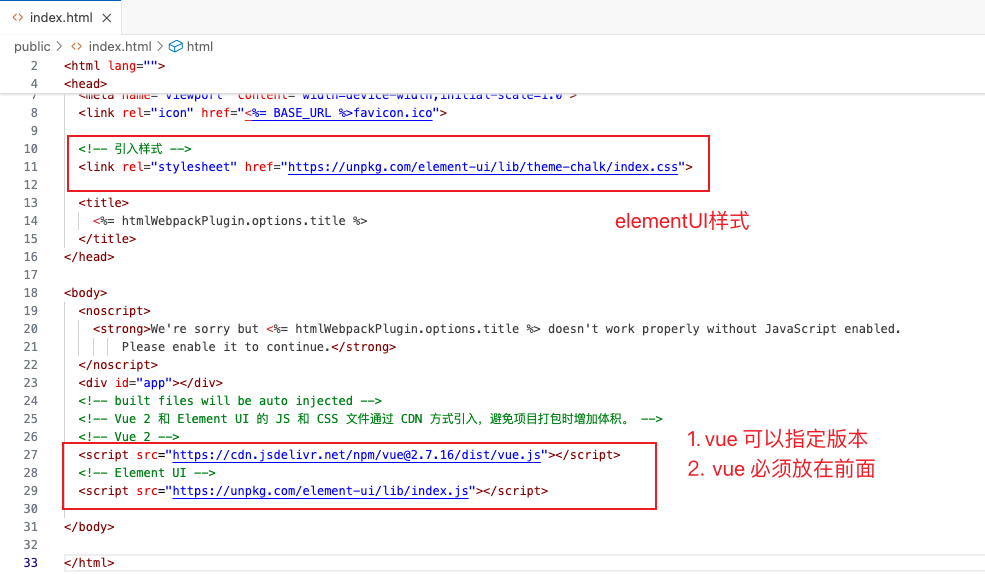 index.html
public > index.html > html
2 <html lang="">
4 <head>
7 <meta name="viewport" content="width=device-width,initial-scale=1.0">
8 <link rel="icon" href="<%= BASE_URL %>favicon.ico">
9
10 <!-- 引入样式 -->
11 <link rel="stylesheet" href="https://unpkg.com/element-ui/lib/theme-chalk/index.css">
12
13 <title>
14 <%= htmlWebpackPlugin.options.title %>
elementUI样式
15 </title>
16 </head>
17
18 <body>
19 <noscript>
20 <strong>We're sorry but <%= htmlWebpackPlugin.options.title %> doesn't work properly without JavaScript enabled.
21 Please enable it to continue.</strong>
22 </noscript>
23 <div id="app"></div>
24 <!-- built files will be auto injected -->
25 <!-- Vue 2 和 Element UI 的 JS 和 CSS 文件通过 CDN 方式引入，避免项目打包时增加体积。 -->
26 <!-- Vue 2 -->
1. vue 可以指定版本
27 <script src="https://cdn.jsdelivr.net/npm/vue@2.7.16/dist/vue.js"></script>
2. vue 必须放在前面
28 <!-- Element UI -->
29 <script src="https://unpkg.com/element-ui/lib/index.js"></script>
30
31 </body>
32
33 </html>